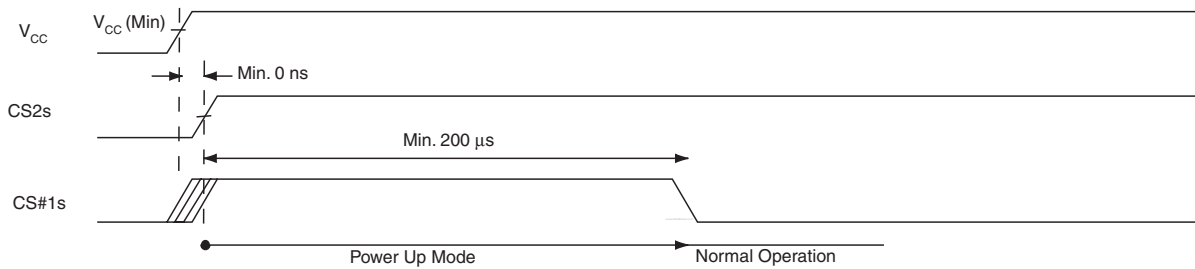 V_CC
V_CC (Min)
Min. 0 ns
CS2s
Min. 200 µs
CS#1s
Power Up Mode
Normal Operation